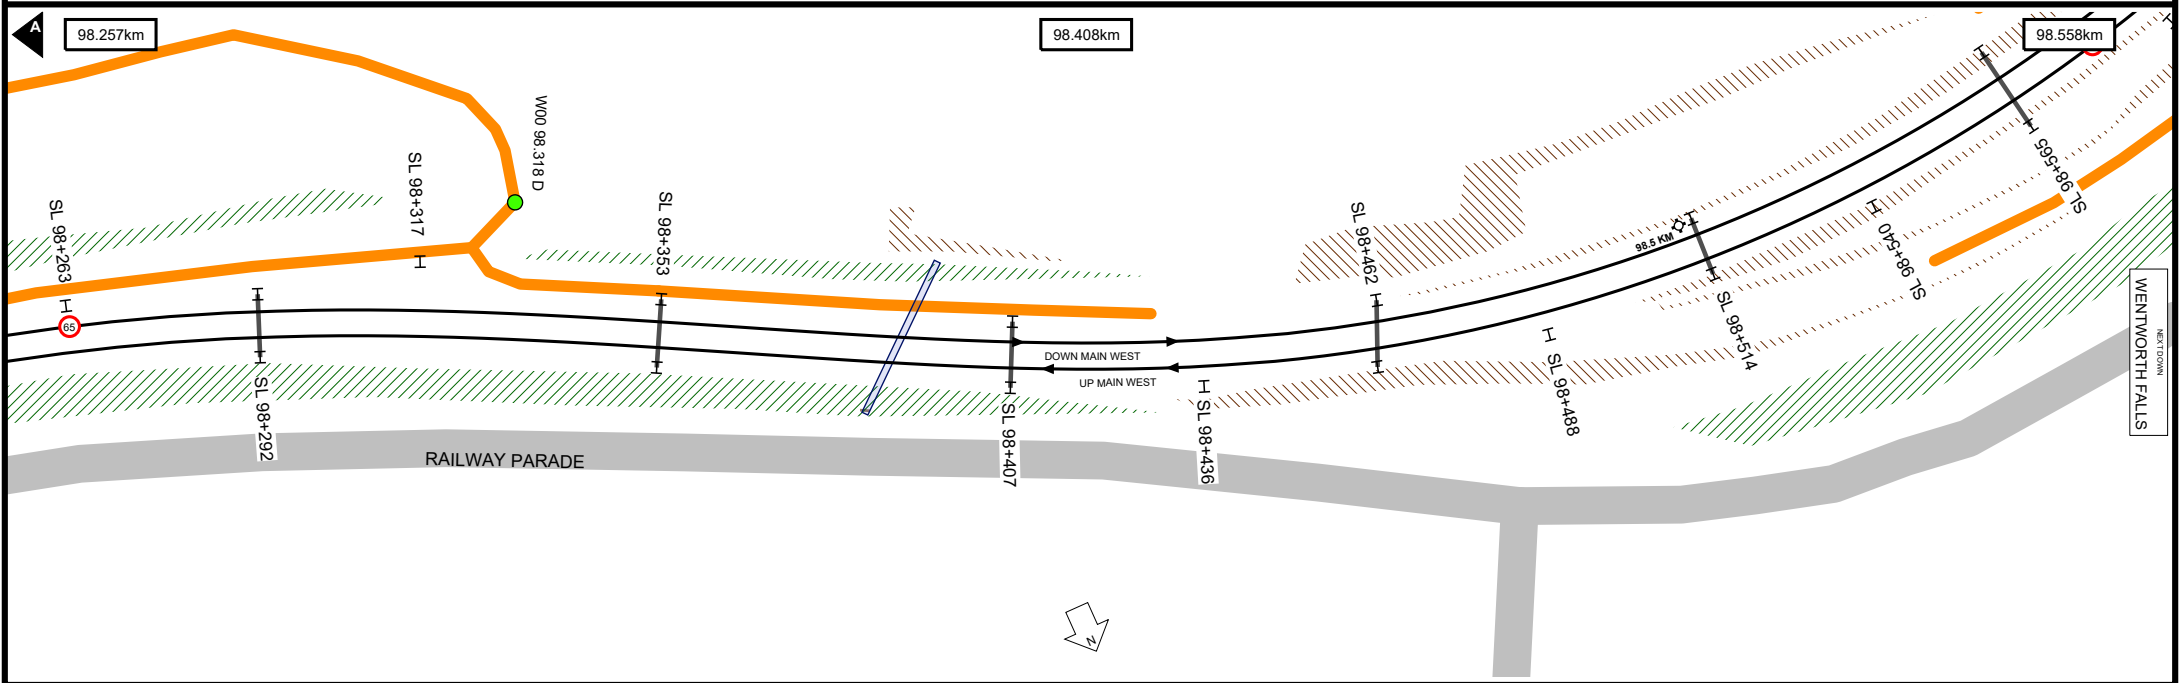 A
98.257km
98.408km
98.558km
W00 98.318 D
SL 98+263
SL 98+317
SL 98+353
SL 98+462
SL 98+565
SL 98+540
98.5 KM
65
SL 98+514
DOWN MAIN WEST
UP MAIN WEST
SL 98+292
SL 98+407
SL 98+436
SL 98+488
RAILWAY PARADE
NEXT DOWN
WENTWORTH FALLS
N